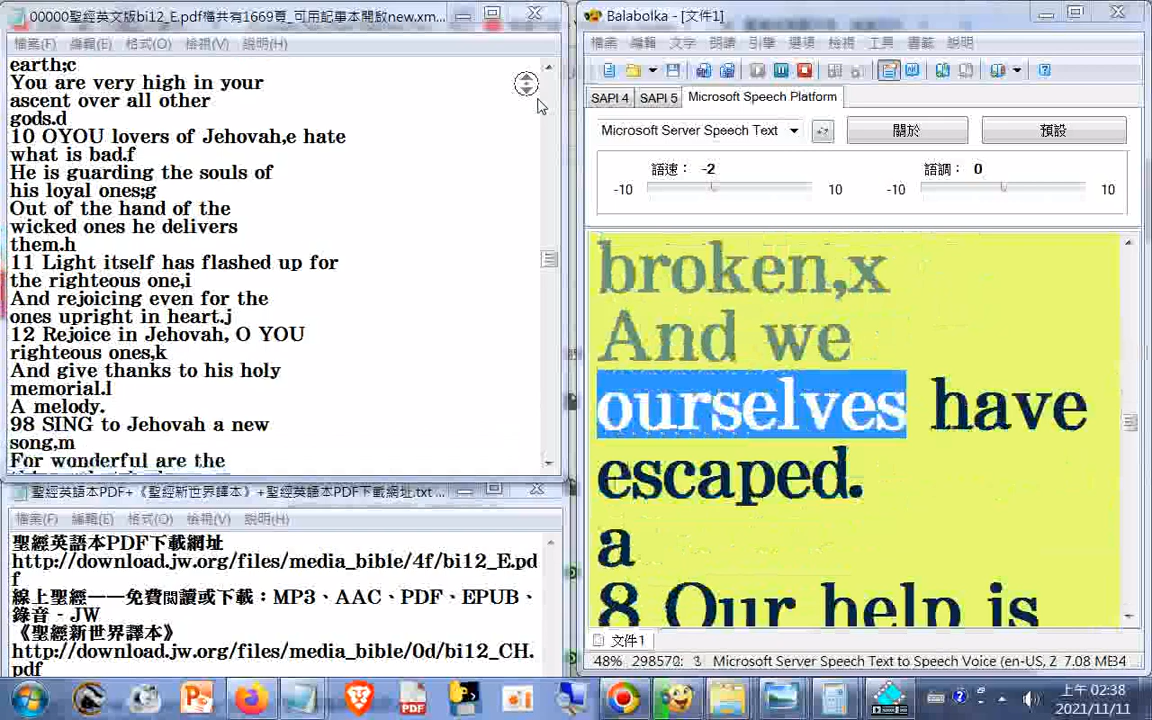 00000聖經英文版bi12_E.pdf檔共有1669頁_可用記事本開啟new.xm...
檔案(F) 編輯(E) 格式(O) 檢視(V) 說明(H)
earth;c
You are very high in your
ascent over all other
gods.d
10 OYOU lovers of Jehovah,e hate
what is bad.f
He is guarding the souls of
his loyal ones;g
Out of the hand of the
wicked ones he delivers
them.h
11 Light itself has flashed up for
the righteous one,i
And rejoicing even for the
ones upright in heart.j
12 Rejoice in Jehovah, O YOU
righteous ones,k
And give thanks to his holy
memorial.l
A melody.
98 SING to Jehovah a new
song,m
For wonderful are the
聖經英語本PDF+《聖經新世界譯本》+聖經英語本PDF下載網址.txt ...
檔案(F) 編輯(E) 格式(O) 檢視(V) 說明(H)
聖經英語本PDF下載網址
http://download.jw.org/files/media_bible/4f/bi12_E.pd
f
線上聖經——免費閱讀或下載：MP3、AAC、PDF、EPUB、
錄音 - JW
《聖經新世界譯本》
http://download.jw.org/files/media_bible/0d/bi12_CH.
pdf
Balabolka - [文件1]
檔案 編輯 文字 朗讀 引擎 選項 檢視 工具 書籤 說明
SAPI 4 SAPI 5 Microsoft Speech Platform
Microsoft Server Speech Text 關於 預設
語速： -2 語調： 0
-10 10 -10 10
broken,x
And we
ourselves have
escaped.
a
8 Our help is
文件1
48% Microsoft Server Speech Text to Speech Voice (en-US, Z 7.08 MB
上午 02:38
2021/11/11